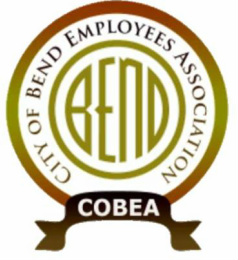 CITY OF BEND EMPLOYEES ASSOCIATION
BEND
COBEA